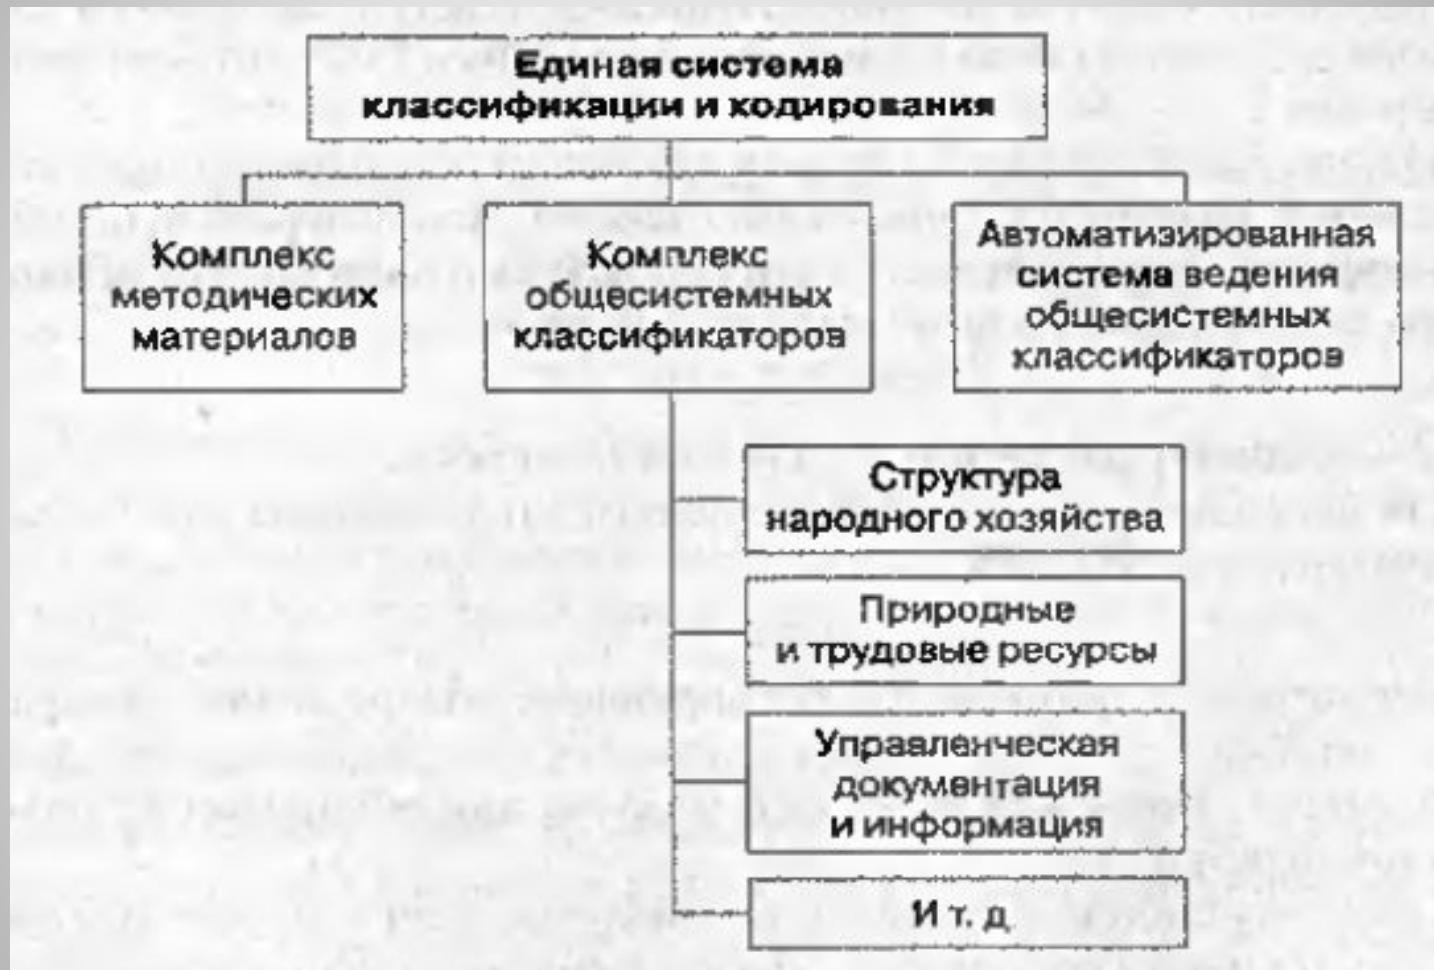 Единая система
классификации и кодирования
Комплекс
методических
материалов
Комплекс
общесистемных
классификаторов
Автоматизированная
система ведения
общесистемных
классификаторов
Структура
народного хозяйства
Природные
и трудовые ресурсы
Управленческая
документация
и информация
И т. д